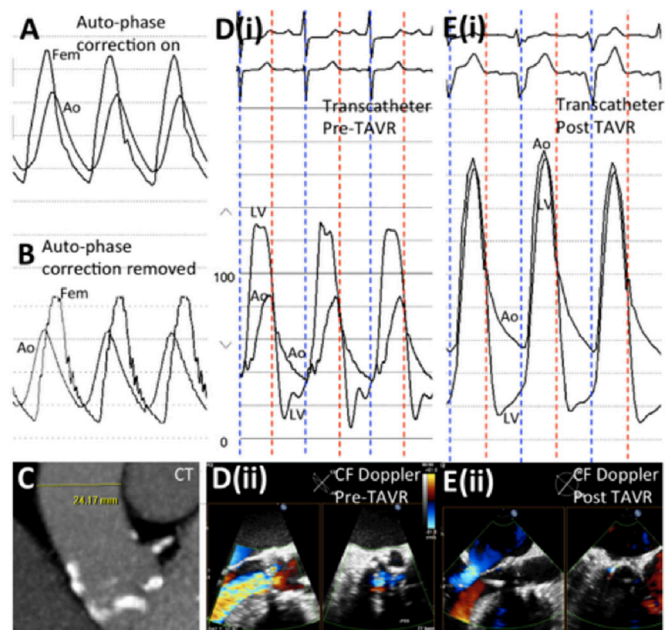 A
Auto-phase
correction on
Fem
Ao
B
Auto-phase
correction removed
Fem
Ao
C
CT
24.17 mm
D(i)
Transcatheter
Pre-TAVR
LV
100
Ao
Ao
LV
0
E(i)
Transcatheter
Post TAVR
Ao
LV
Ao
LV
D(ii)
CF Doppler
Pre-TAVR
E(ii)
CF Doppler
Post TAVR